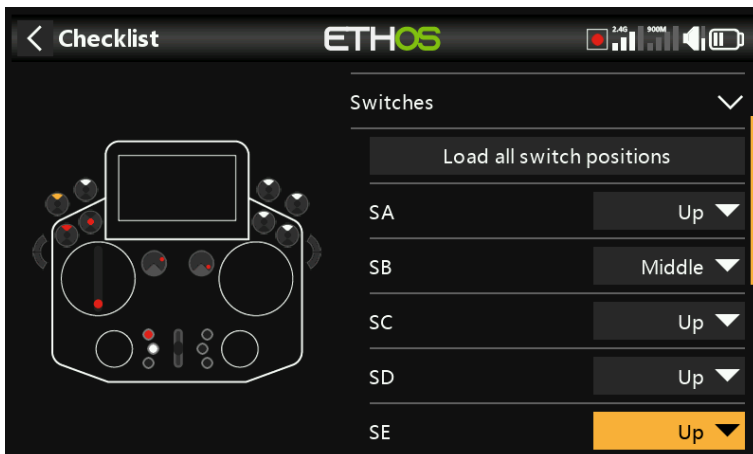 Checklist
ETHOS
2.4G 900M
Switches
Load all switch positions
SA Up
SB Middle
SC Up
SD Up
SE Up